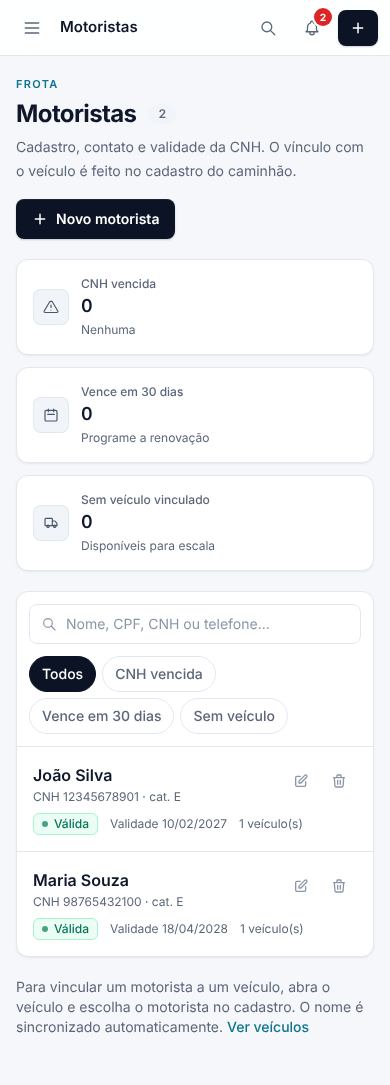 Motoristas
2
FROTA
Motoristas 2
Cadastro, contato e validade da CNH. O vínculo com
o veículo é feito no cadastro do caminhão.
Novo motorista
CNH vencida
0
Nenhuma
Vence em 30 dias
0
Programe a renovação
Sem veículo vinculado
0
Disponíveis para escala
Nome, CPF, CNH ou telefone...
Todos CNH vencida
Vence em 30 dias Sem veículo
João Silva
CNH 12345678901 · cat. E
Válida Validade 10/02/2027 1 veículo(s)
Maria Souza
CNH 98765432100 · cat. E
Válida Validade 18/04/2028 1 veículo(s)
Para vincular um motorista a um veículo, abra o
veículo e escolha o motorista no cadastro. O nome é
sincronizado automaticamente. Ver veículos